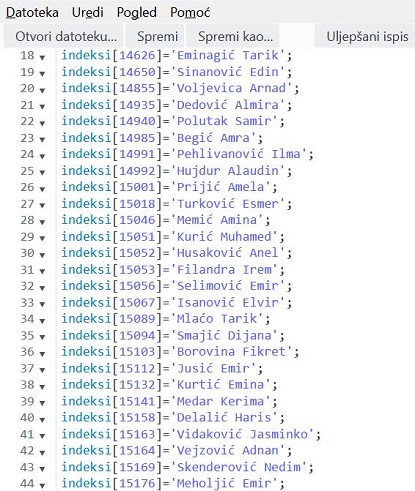 Datoteka Uredi Pogled Pomoć
Otvori datoteku... Spremi Spremi kao... Uljepšani ispis
18 indeksi[14626]='Eminagić Tarik';
19 indeksi[14650]='Sinanović Edin';
20 indeksi[14855]='Voljevica Arnad';
21 indeksi[14935]='Dedović Almira';
22 indeksi[14940]='Polutak Samir';
23 indeksi[14985]='Begić Amra';
24 indeksi[14991]='Pehlivanović Ilma';
25 indeksi[14992]='Hujdur Alaudin';
26 indeksi[15001]='Prijić Amela';
27 indeksi[15018]='Turković Esmer';
28 indeksi[15046]='Memić Amina';
29 indeksi[15051]='Kurić Muhamed';
30 indeksi[15052]='Husaković Anel';
31 indeksi[15053]='Filandra Irem';
32 indeksi[15056]='Selimović Emir';
33 indeksi[15067]='Isanović Elvir';
34 indeksi[15089]='Mlaćo Tarik';
35 indeksi[15094]='Smajić Dijana';
36 indeksi[15103]='Borovina Fikret';
37 indeksi[15112]='Jusić Emir';
38 indeksi[15132]='Kurtić Emina';
39 indeksi[15141]='Medar Kerima';
40 indeksi[15158]='Delalić Haris';
41 indeksi[15163]='Vidaković Jasminko';
42 indeksi[15164]='Vejzović Adnan';
43 indeksi[15169]='Skenderović Nedim';
44 indeksi[15176]='Meholjić Emir';